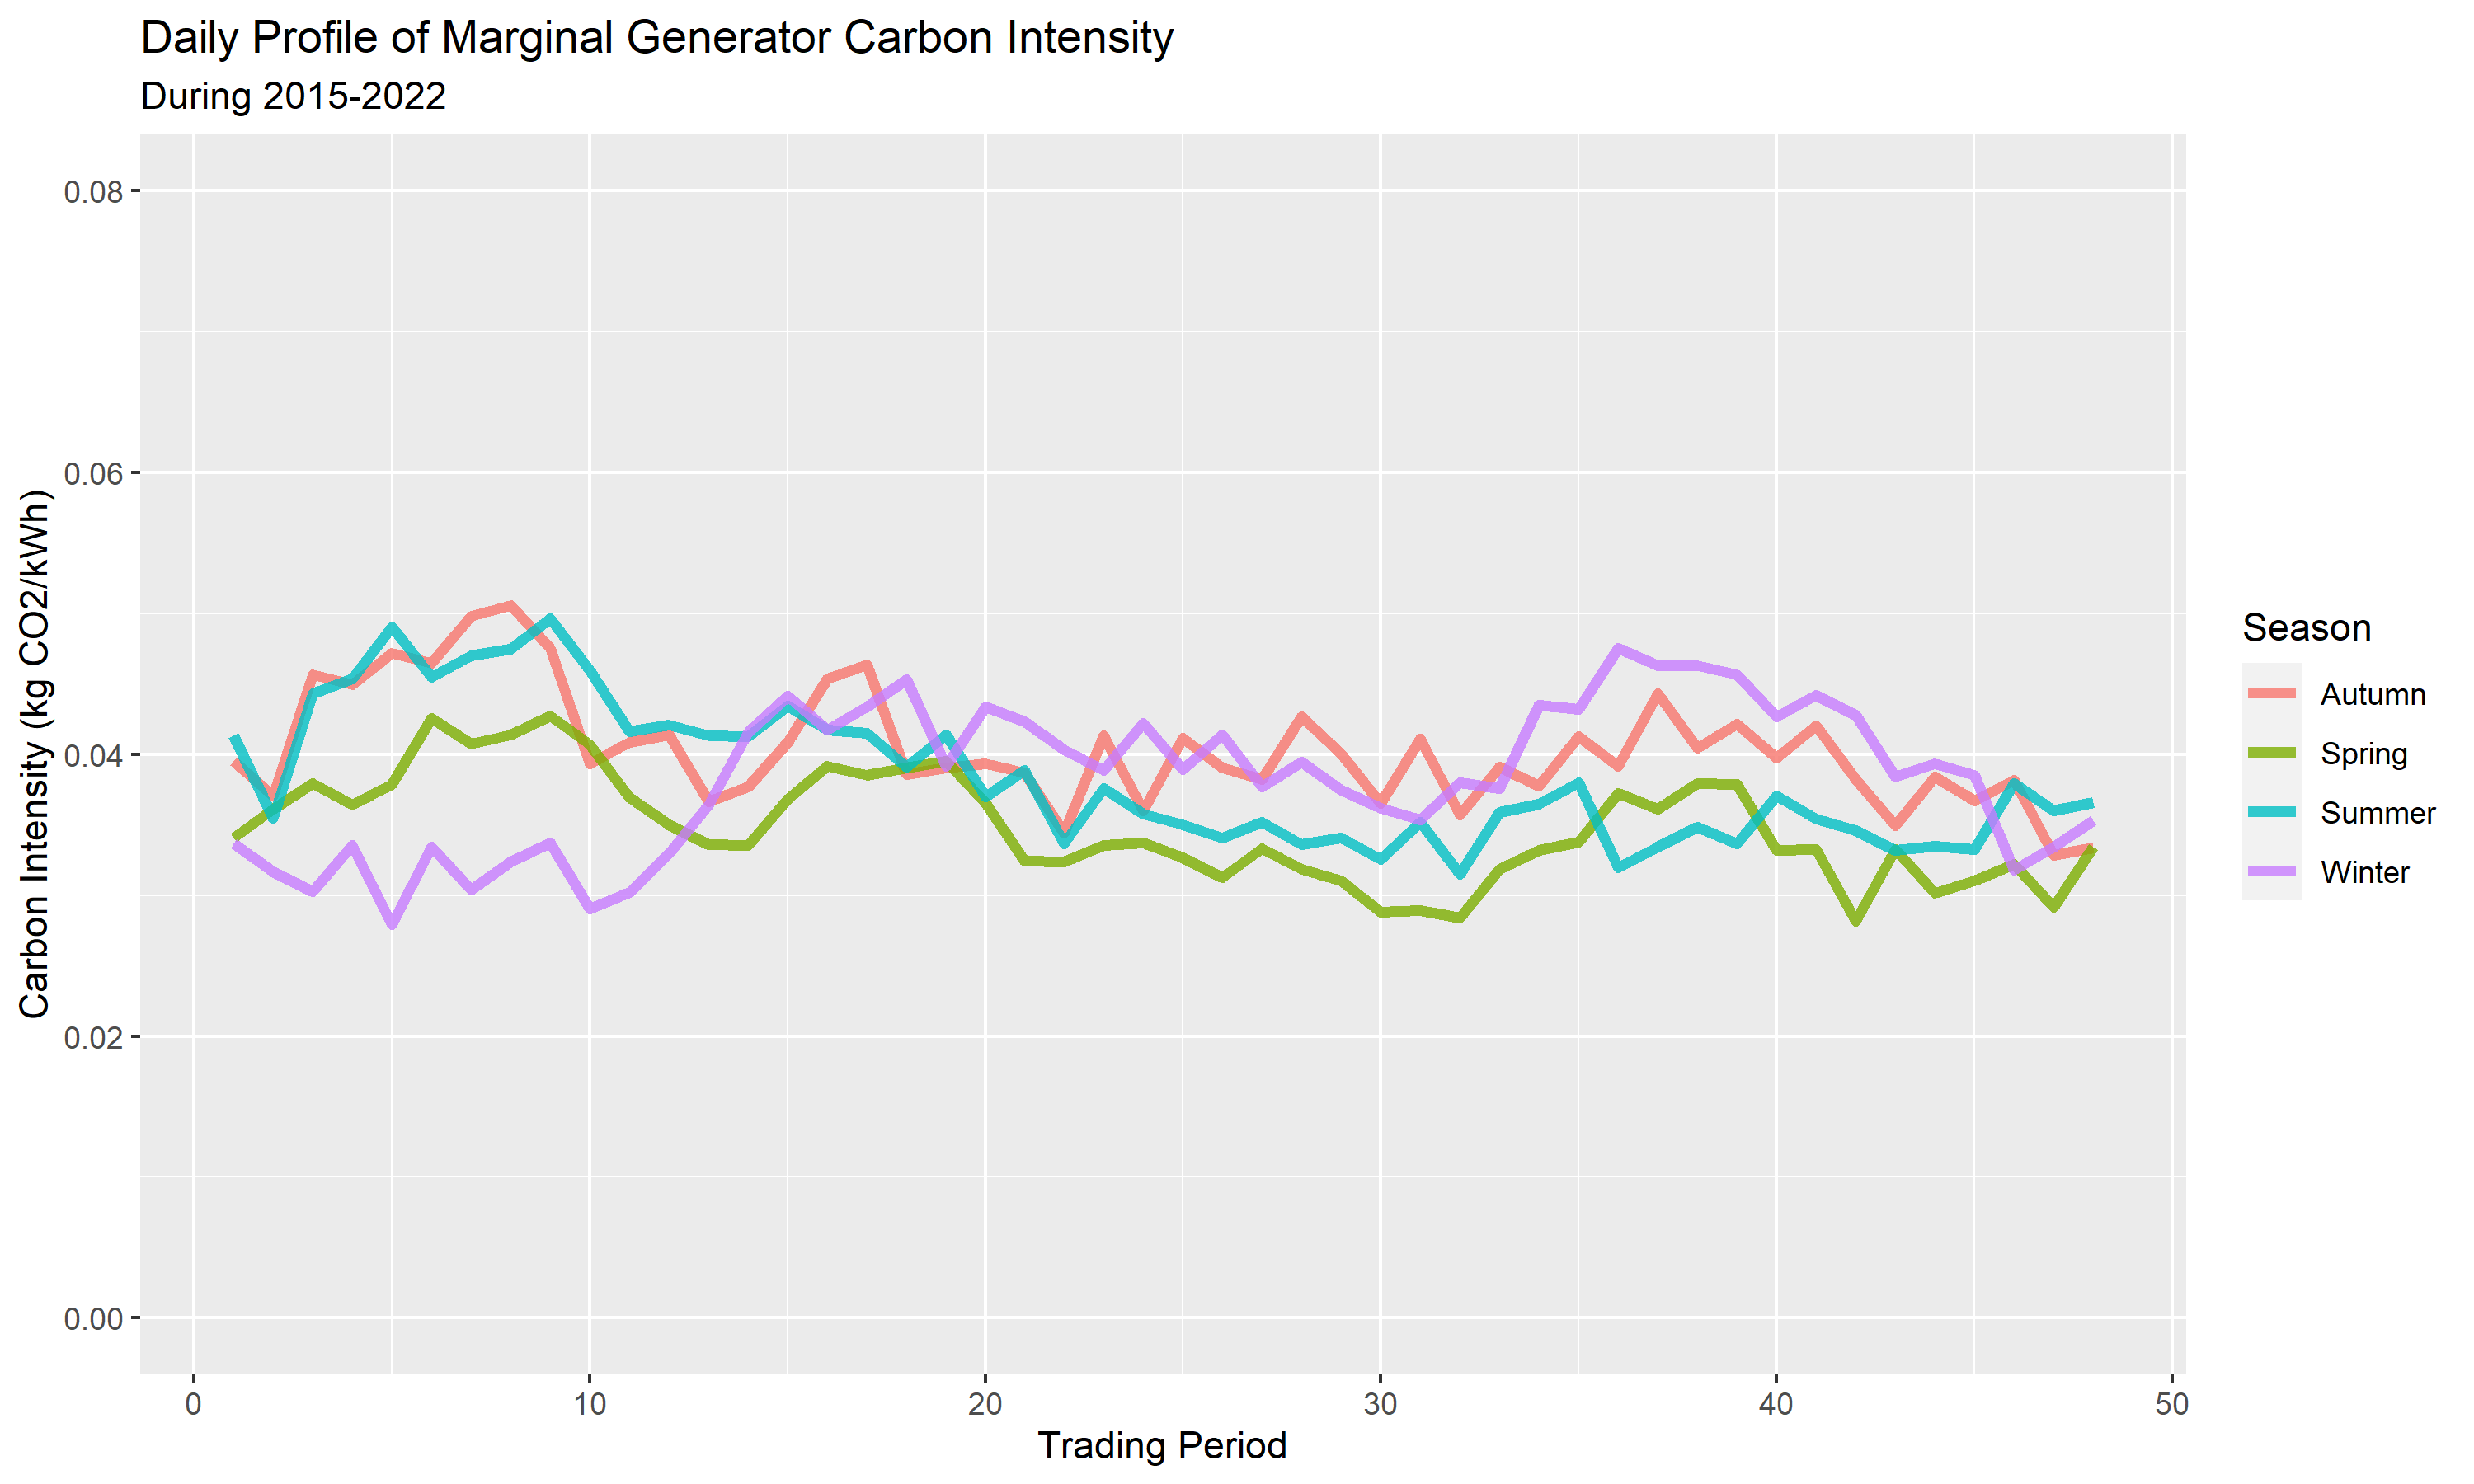 Daily Profile of Marginal Generator Carbon Intensity
During 2015-2022
Carbon Intensity (kg CO2/kWh)
0.08
0.06
0.04
0.02
0.00
0 10 20 30 40 50
Trading Period
Season
Autumn
Spring
Summer
Winter